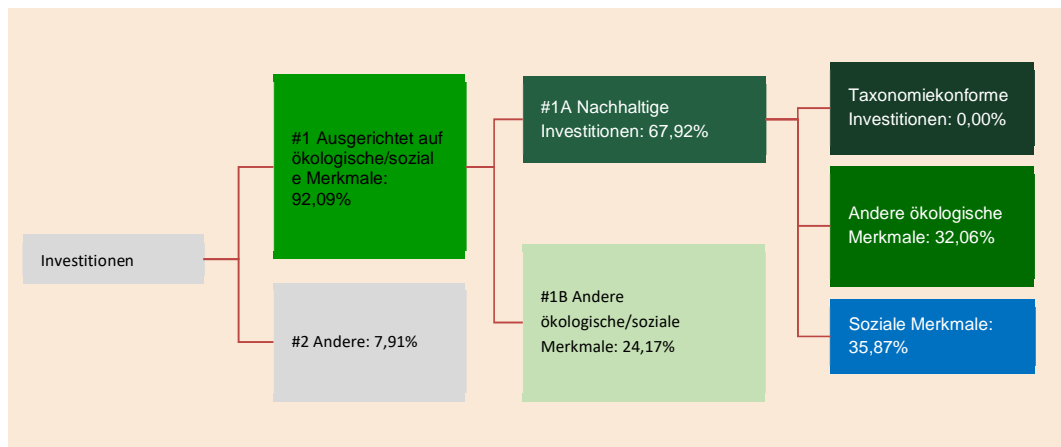 Investitionen
#1 Ausgerichtet auf
ökologische/sozial
e Merkmale:
92,09%
#2 Andere: 7,91%
#1A Nachhaltige
Investitionen: 67,92%
#1B Andere
ökologische/soziale
Merkmale: 24,17%
Taxonomiekonforme
Investitionen: 0,00%
Andere ökologische
Merkmale: 32,06%
Soziale Merkmale:
35,87%